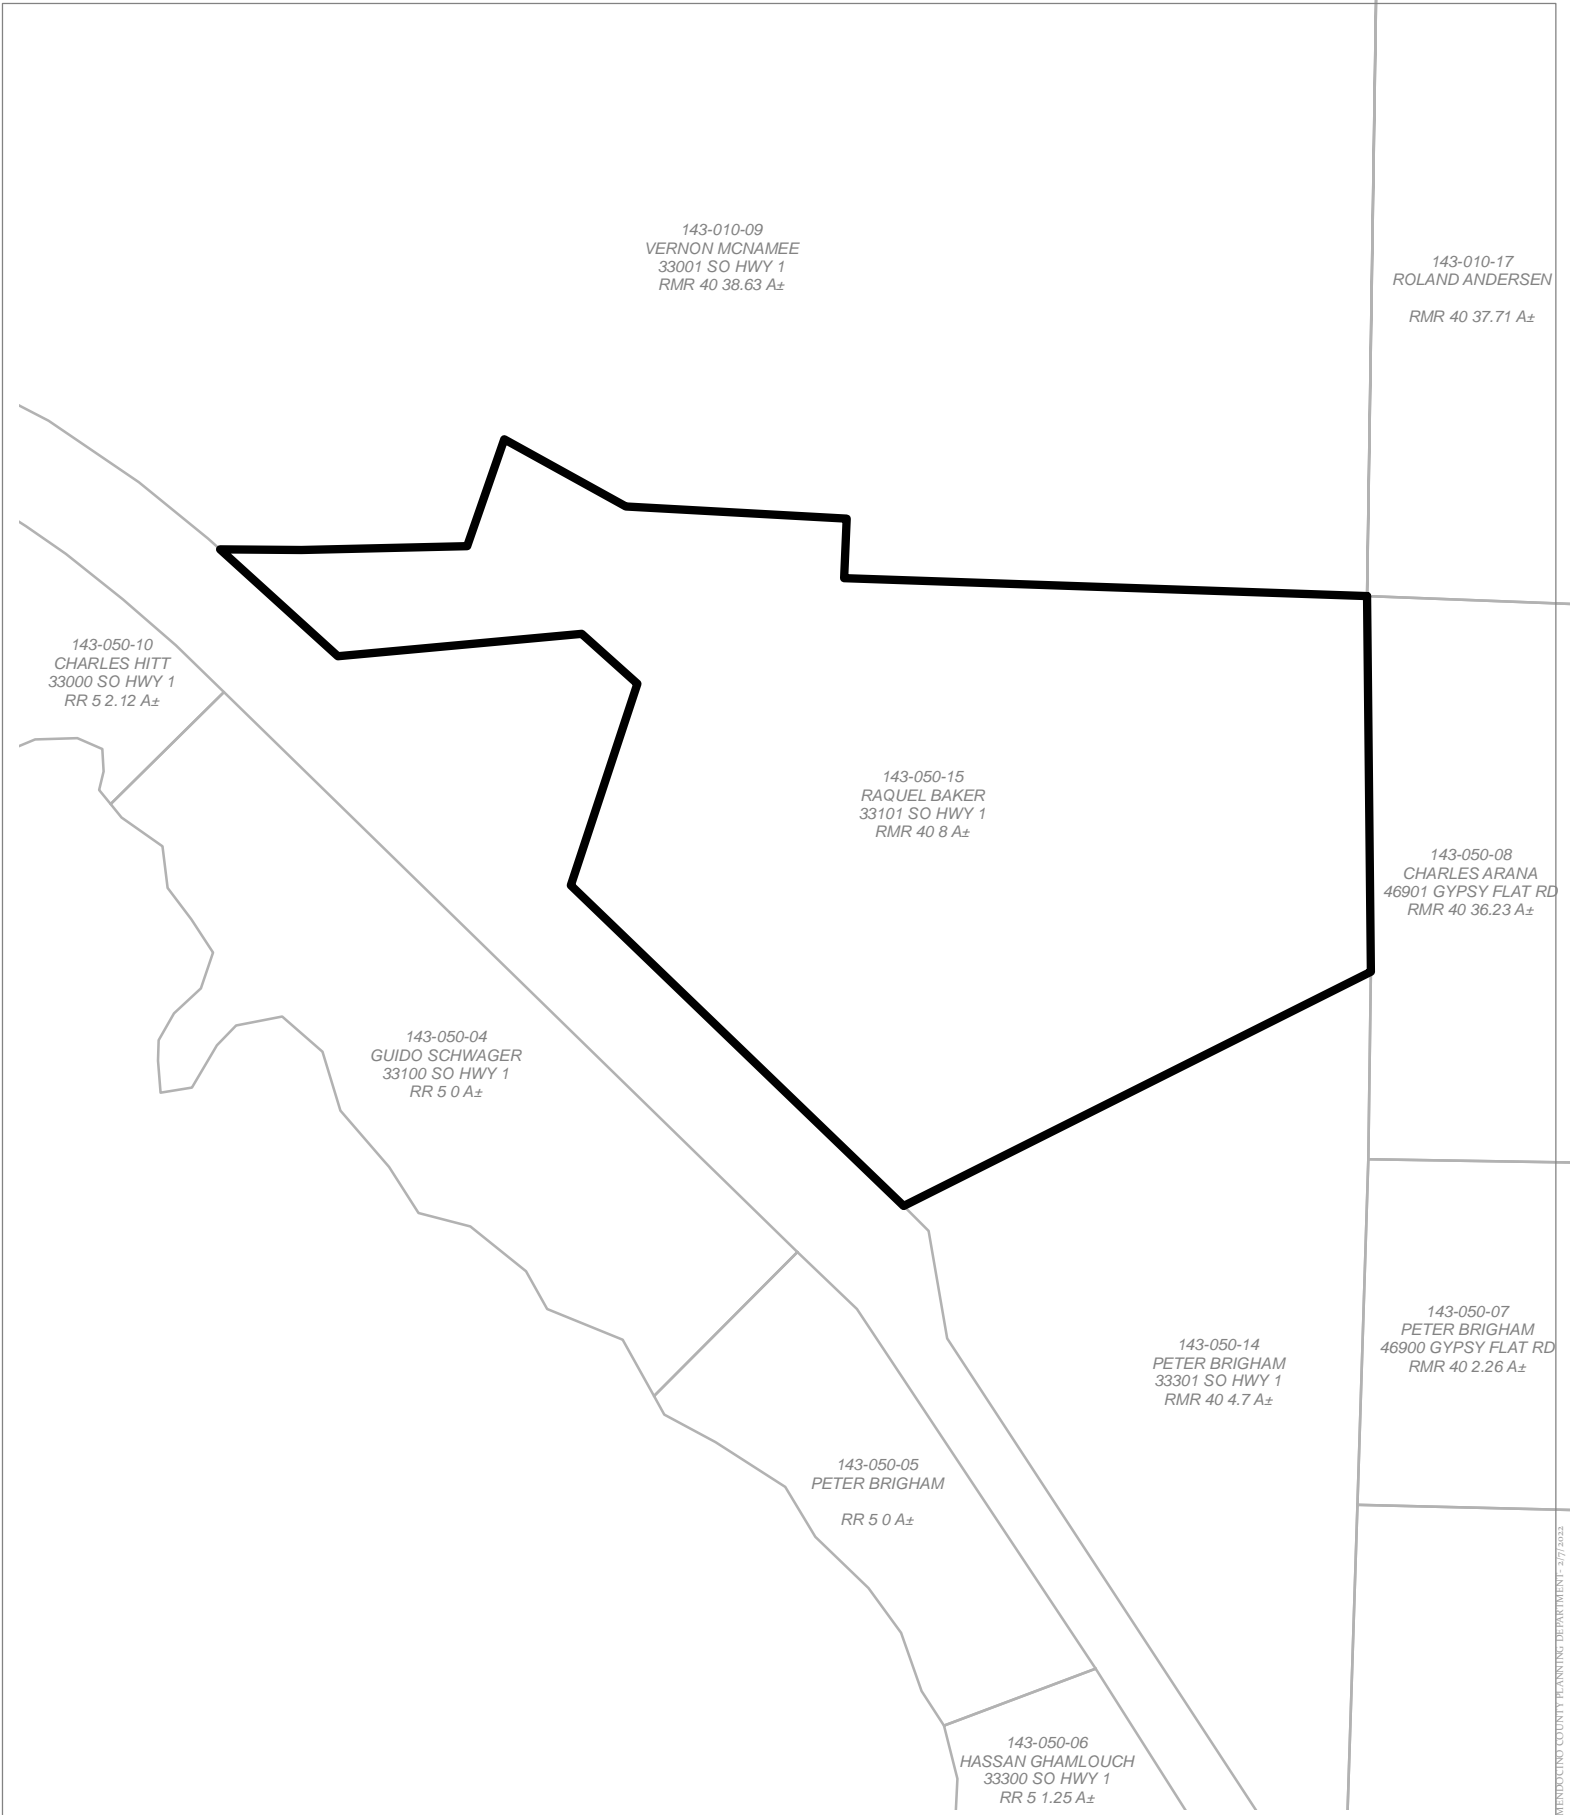 143-010-09
VERNON MCNAMEE
33001 SO HWY 1
RMR 40 38.63 A±
143-010-17
ROLAND ANDERSEN
RMR 40 37.71 A±
143-050-10
CHARLES HITT
33000 SO HWY 1
RR 5 2.12 A±
143-050-15
RAQUEL BAKER
33101 SO HWY 1
RMR 40 8 A±
143-050-08
CHARLES ARANA
46901 GYPSY FLAT RD
RMR 40 36.23 A±
143-050-04
GUIDO SCHWAGER
33100 SO HWY 1
RR 5 0 A±
143-050-07
PETER BRIGHAM
46900 GYPSY FLAT RD
RMR 40 2.26 A±
143-050-14
PETER BRIGHAM
33301 SO HWY 1
RMR 40 4.7 A±
143-050-05
PETER BRIGHAM
RR 5 0 A±
143-050-06
HASSAN GHAMLOUCH
33300 SO HWY 1
RR 5 1.25 A±
MENDOCINO COUNTY PLANNING DEPARTMENT- 2/7/2022